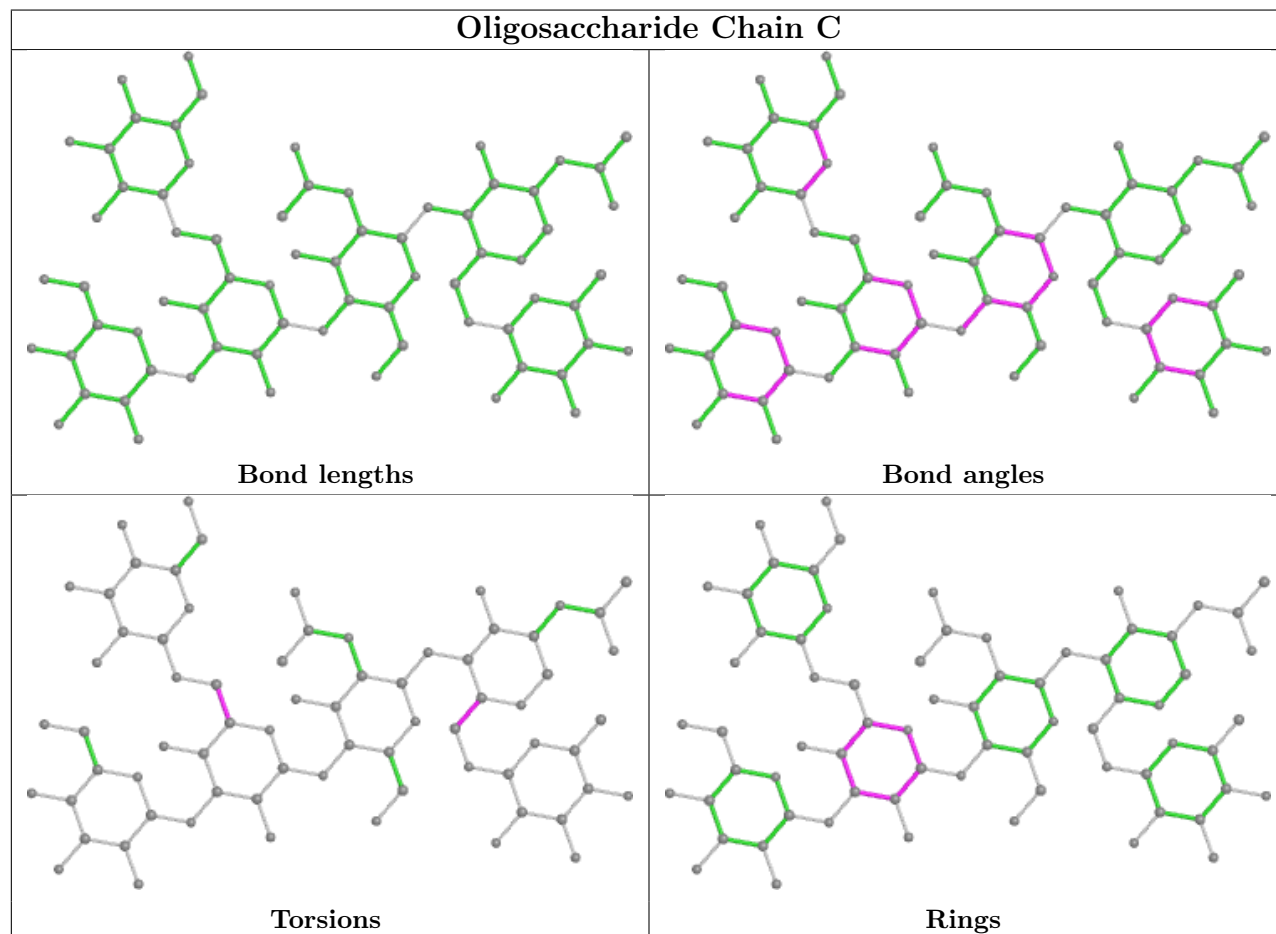 Oligosaccharide Chain C
Bond lengths
Bond angles
Torsions
Rings